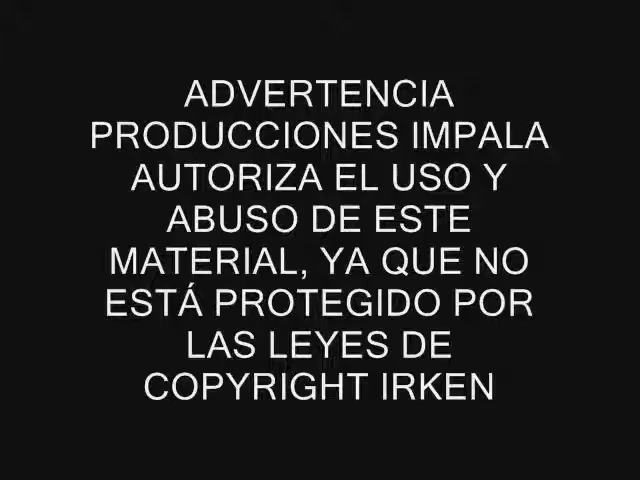 ADVERTENCIA
PRODUCCIONES IMPALA
AUTORIZA EL USO Y
ABUSO DE ESTE
MATERIAL, YA QUE NO
ESTÁ PROTEGIDO POR
LAS LEYES DE
COPYRIGHT IRKEN